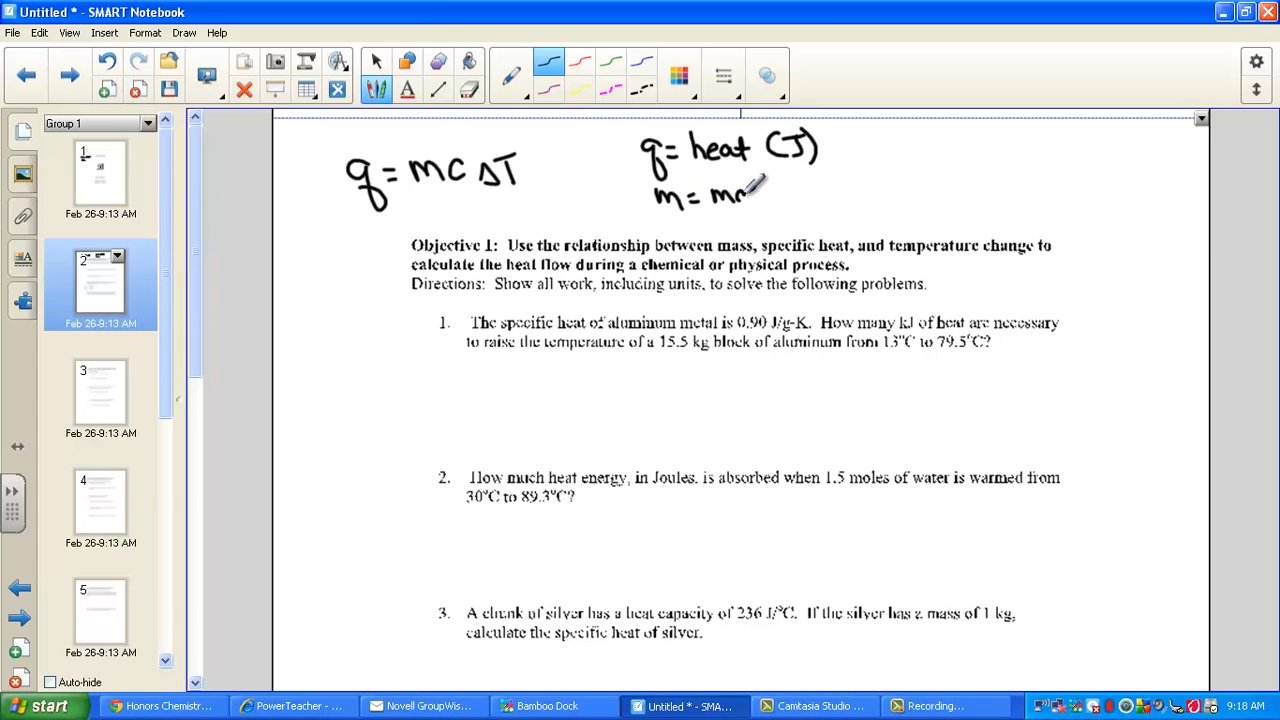 Untitled * - SMART Notebook
File Edit View Insert Format Draw Help
Group 1
1
Feb 26-9:13 AM
2
Feb 26-9:13 AM
3
Feb 26-9:13 AM
4
Feb 26-9:13 AM
5
Feb 26-9:13 AM
Auto-hide
q = mC ΔT
q = heat (J)
m = ma
Objective 1: Use the relationship between mass, specific heat, and temperature change to
calculate the heat flow during a chemical or physical process.
Directions: Show all work, including units, to solve the following problems.
1. The specific heat of aluminum metal is 0.90 J/g-K. How many kJ of heat are necessary
to raise the temperature of a 15.5 kg block of aluminum from 13°C to 79.5°C?
2. How much heat energy, in Joules, is absorbed when 1.5 moles of water is warmed from
30°C to 89.3°C?
3. A chunk of silver has a heat capacity of 236 J/°C. If the silver has a mass of 1 kg,
calculate the specific heat of silver.
start
Honors Chemistr...
PowerTeacher - ...
Novell GroupWis...
Bamboo Dock
Untitled * - SMA...
Camtasia Studio ...
Recording...
9:18 AM